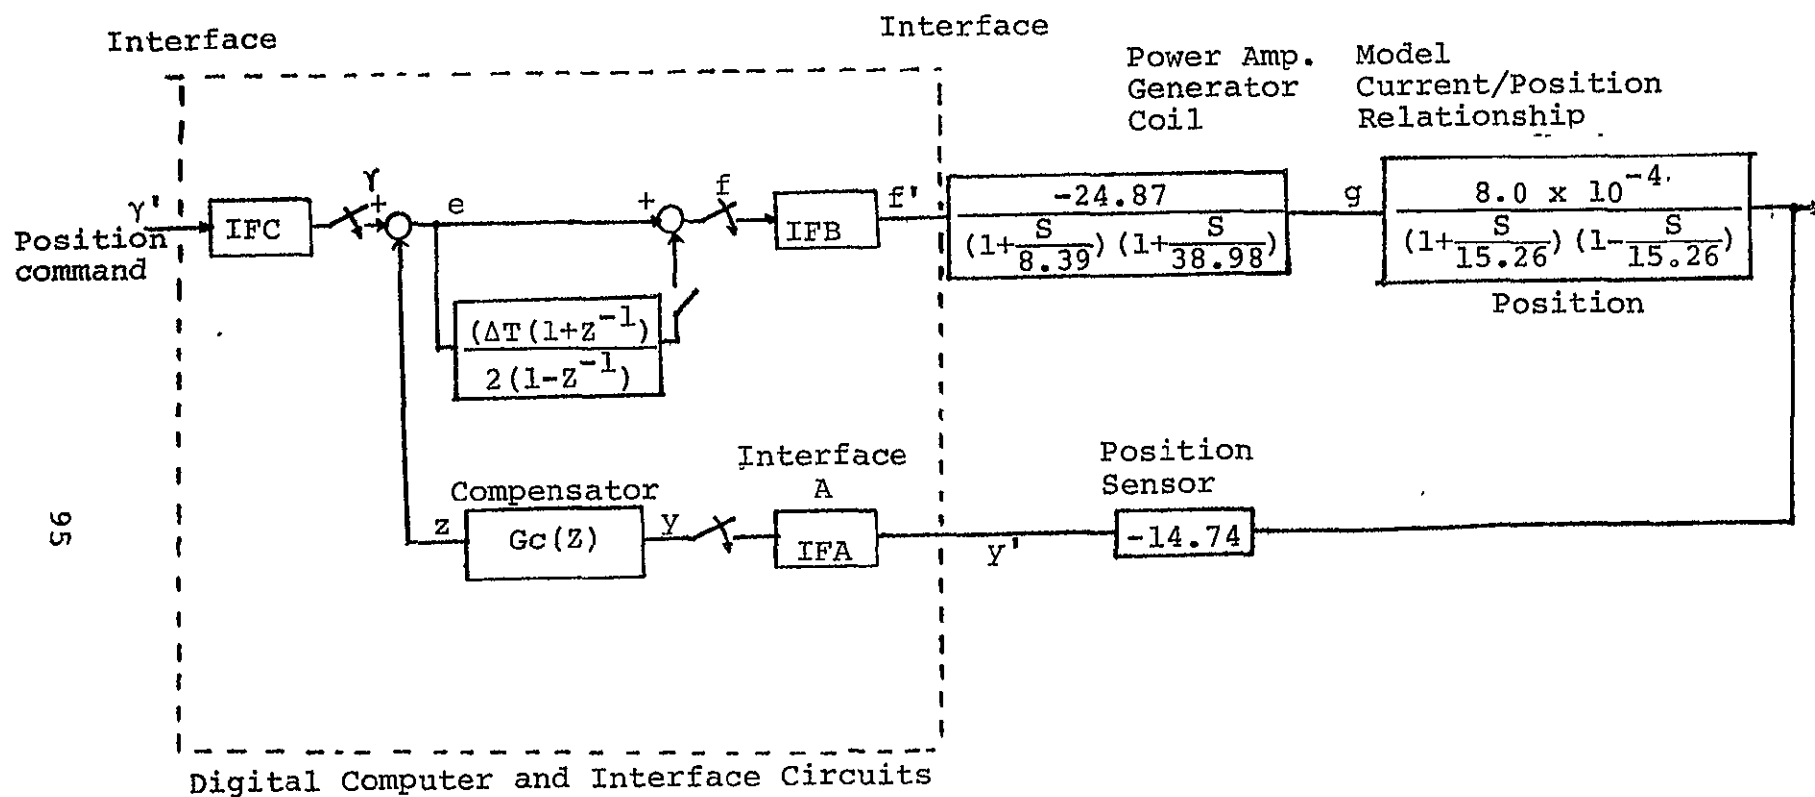 Interface
Interface
Power Amp.
Generator
Coil
Model
Current/Position
Relationship
γ'
Position
command
IFC
γ
+
e
+
f
IFB
f'
-24.87
(1+S/8.39)(1+S/38.98)
g
8.0 x 10^-4
(1+S/15.26)(1-S/15.26)
Position
(ΔT(1+Z^-1)
2(1-Z^-1)
Compensator
z
Gc(Z)
y
Interface
A
IFA
y'
Position
Sensor
-14.74
95
Digital Computer and Interface Circuits